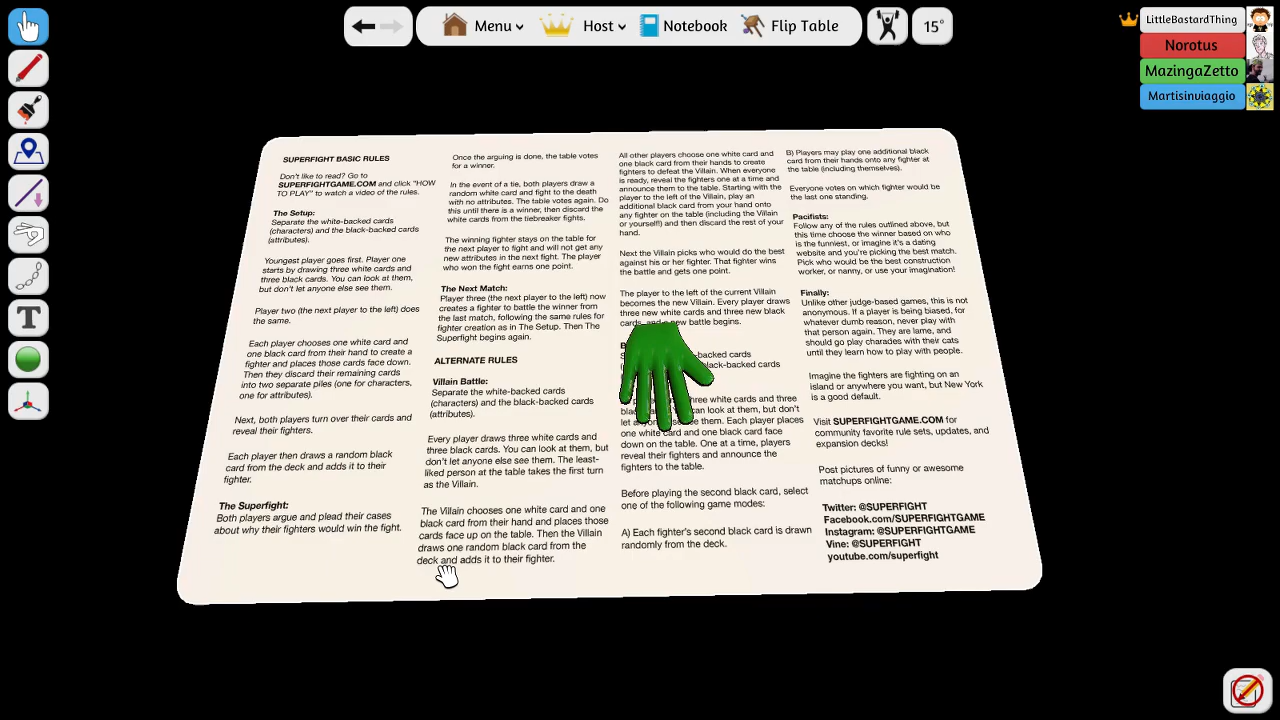 Menu
Host
Notebook
Flip Table
15°
LittleBastardThing
Norotus
MazingaZetto
Martisinviaggio
T
SUPERFIGHT BASIC RULES
Don't like to read? Go to
SUPERFIGHTGAME.COM and click "HOW
TO PLAY" to watch a video of the rules.
The Setup:
Separate the white-backed cards
(characters) and the black-backed cards
(attributes).
Youngest player goes first. Player one
starts by drawing three white cards and
three black cards. You can look at them,
but don't let anyone else see them.
Player two (the next player to the left) does
the same.
Each player chooses one white card and
one black card from their hand to create a
fighter and places those cards face down.
Then they discard their remaining cards
into two separate piles (one for characters,
one for attributes).
Next, both players turn over their cards and
reveal their fighters.
Each player then draws a random black
card from the deck and adds it to their
fighter.
The Superfight:
Both players argue and plead their cases
about why their fighters would win the fight.
Once the arguing is done, the table votes
for a winner.
In the event of a tie, both players draw a
random white card and fight to the death
with no attributes. The table votes again. Do
this until there is a winner, then discard the
white cards from the tiebreaker fights.
The winning fighter stays on the table for
the next player to fight and will not get any
new attributes in the next fight. The player
who won the fight earns one point.
The Next Match:
Player three (the next player to the left) now
creates a fighter to battle the winner from
the last match, following the same rules for
fighter creation as in The Setup. Then The
Superfight begins again.
ALTERNATE RULES
Villain Battle:
Separate the white-backed cards
(characters) and the black-backed cards
(attributes).
Every player draws three white cards and
three black cards. You can look at them, but
don't let anyone else see them. The least-
liked person at the table takes the first turn
as the Villain.
The Villain chooses one white card and one
black card from their hand and places those
cards face up on the table. Then the Villain
draws one random black card from the
deck and adds it to their fighter.
All other players choose one white card and
one black card from their hands to create
fighters to defeat the Villain. When everyone
is ready, reveal the fighters one at a time and
announce them to the table. Starting with the
player to the left of the Villain, play an
additional black card from your hand onto
any fighter on the table (including the Villain
or yourself!) and then discard the rest of your
hand.
Next the Villain picks who would do the best
against his or her fighter. That fighter wins
the battle and gets one point.
The player to the left of the current Villain
becomes the new Villain. Every player draws
three new white cards and three new black
cards, and a new battle begins.
-backed cards
black-backed cards
three white cards and three
can look at them, but don't
see them. Each player places
one white card and one black card face
down on the table. One at a time, players
reveal their fighters and announce the
fighters to the table.
Before playing the second black card, select
one of the following game modes:
A) Each fighter's second black card is drawn
randomly from the deck.
B) Players may play one additional black
card from their hands onto any fighter at
the table (including themselves).
Everyone votes on which fighter would be
the last one standing.
Pacifists:
Follow any of the rules outlined above, but
this time choose the winner based on who
is the funniest, or imagine it's a dating
website and you're picking the best match.
Pick who would be the best construction
worker, or nanny, or use your imagination!
Finally:
Unlike other judge-based games, this is not
anonymous. If a player is being biased, for
whatever dumb reason, never play with
that person again. They are lame, and
should go play charades with their cats
until they learn how to play with people.
Imagine the fighters are fighting on an
island or anywhere you want, but New York
is a good default.
Visit SUPERFIGHTGAME.COM for
community favorite rule sets, updates, and
expansion decks!
Post pictures of funny or awesome
matchups online:
Twitter: @SUPERFIGHT
Facebook.com/SUPERFIGHTGAME
Instagram: @SUPERFIGHTGAME
Vine: @SUPERFIGHT
youtube.com/superfight